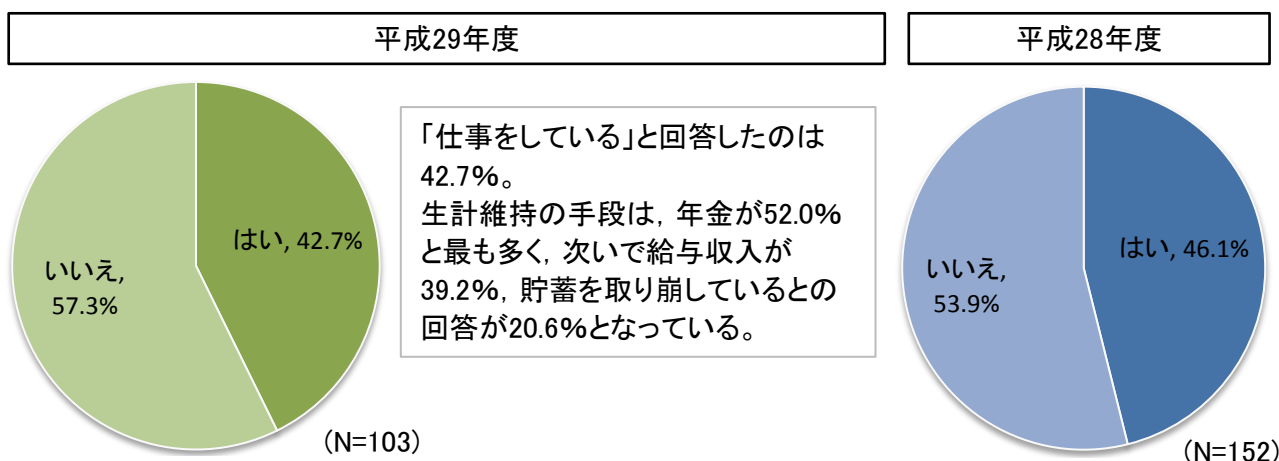 平成29年度
はい, 42.7%
いいえ,
57.3%
(N=103)
「仕事をしている」と回答したのは
42.7%。
生計維持の手段は，年金が52.0%
と最も多く，次いで給与収入が
39.2%，貯蓄を取り崩しているとの
回答が20.6%となっている。
平成28年度
はい, 46.1%
いいえ,
53.9%
(N=152)